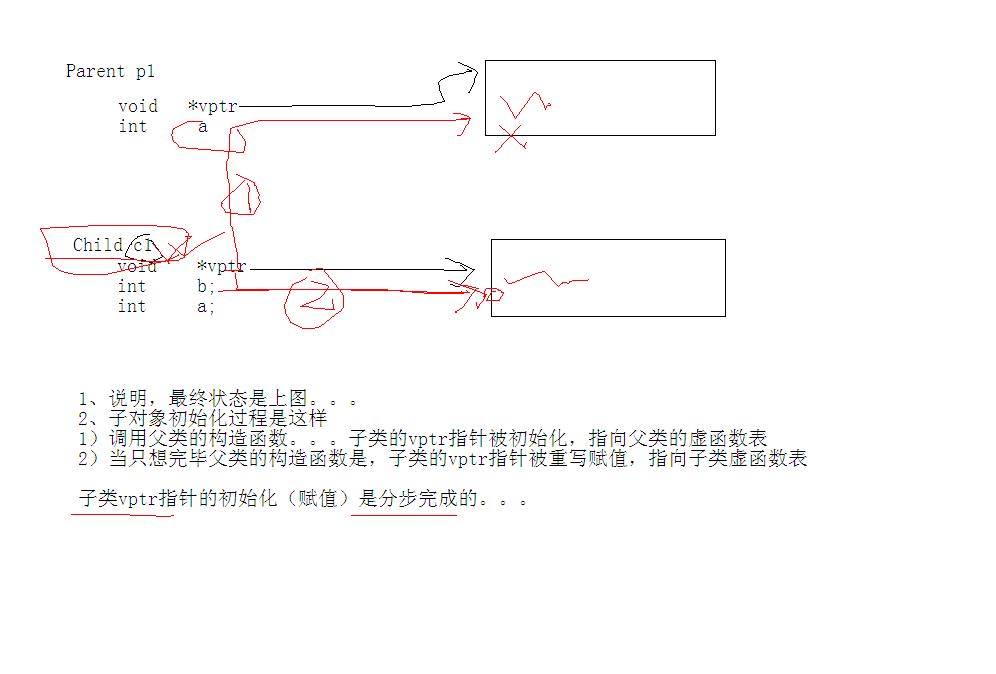 Parent p1
void *vptr
int a
1
Child c1
void *vptr
int b;
int a;
2
1、说明，最终状态是上图。。。
2、子对象初始化过程是这样
1）调用父类的构造函数。。。子类的vptr指针被初始化，指向父类的虚函数表
2）当只想完毕父类的构造函数是，子类的vptr指针被重写赋值，指向子类虚函数表
子类vptr指针的初始化（赋值）是分步完成的。。。